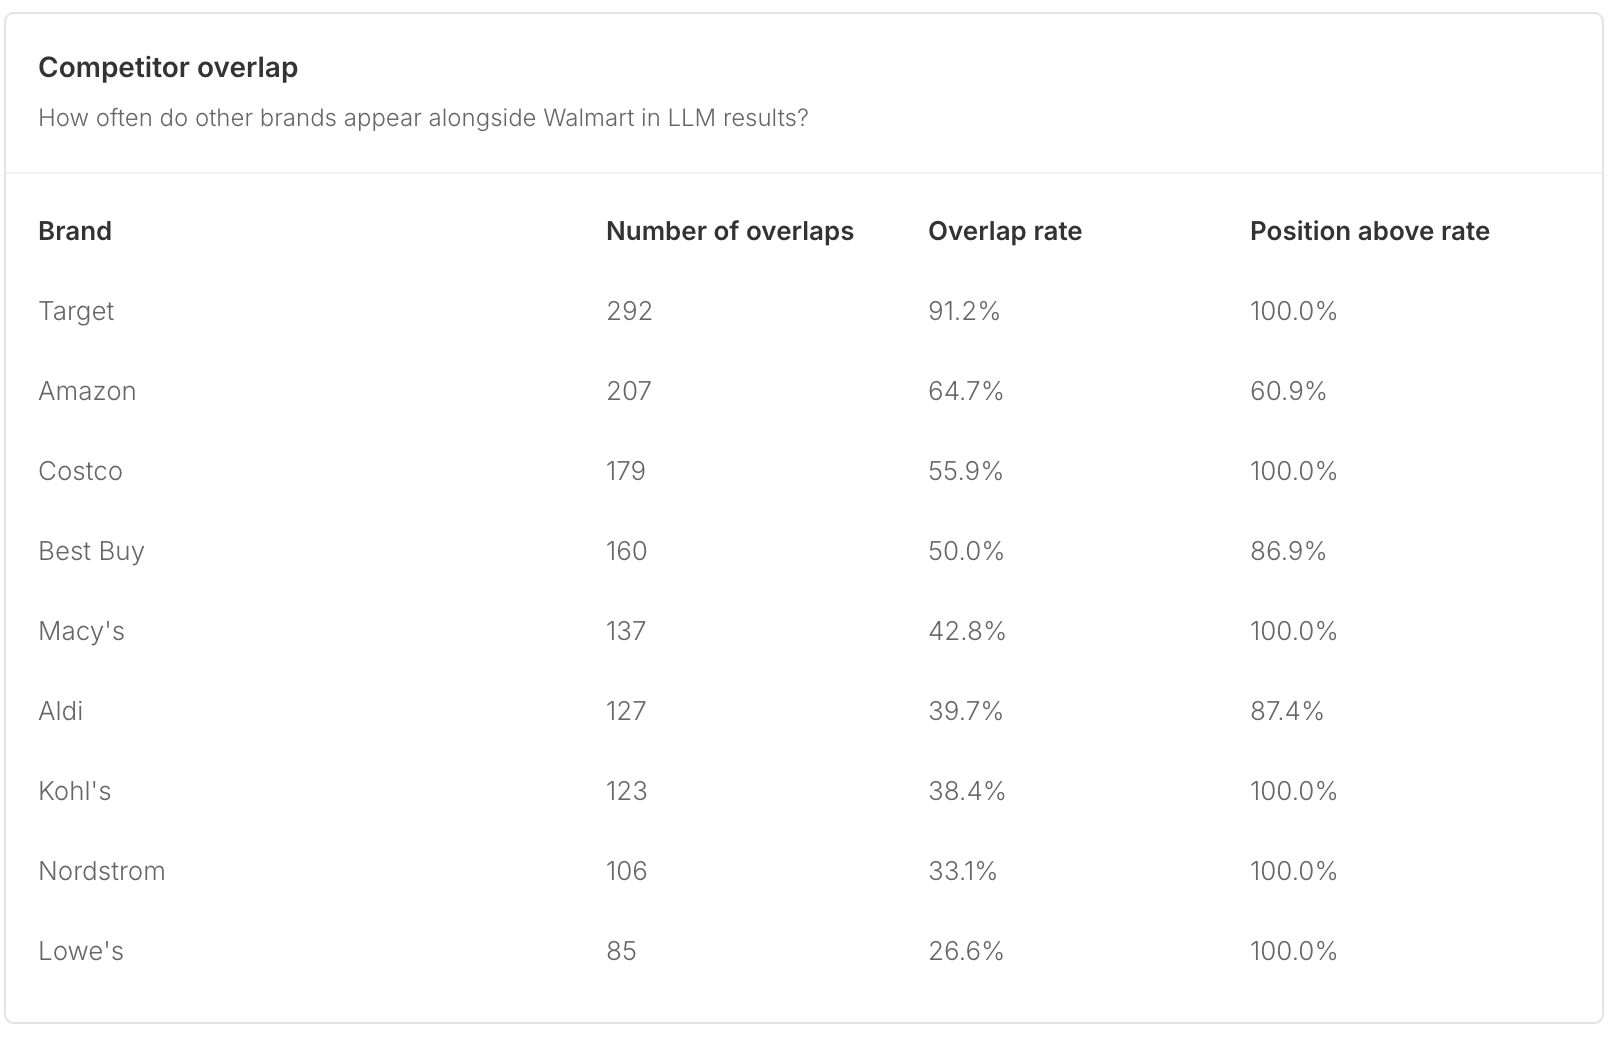 Competitor overlap
How often do other brands appear alongside Walmart in LLM results?
Brand Number of overlaps Overlap rate Position above rate
Target 292 91.2% 100.0%
Amazon 207 64.7% 60.9%
Costco 179 55.9% 100.0%
Best Buy 160 50.0% 86.9%
Macy's 137 42.8% 100.0%
Aldi 127 39.7% 87.4%
Kohl's 123 38.4% 100.0%
Nordstrom 106 33.1% 100.0%
Lowe's 85 26.6% 100.0%